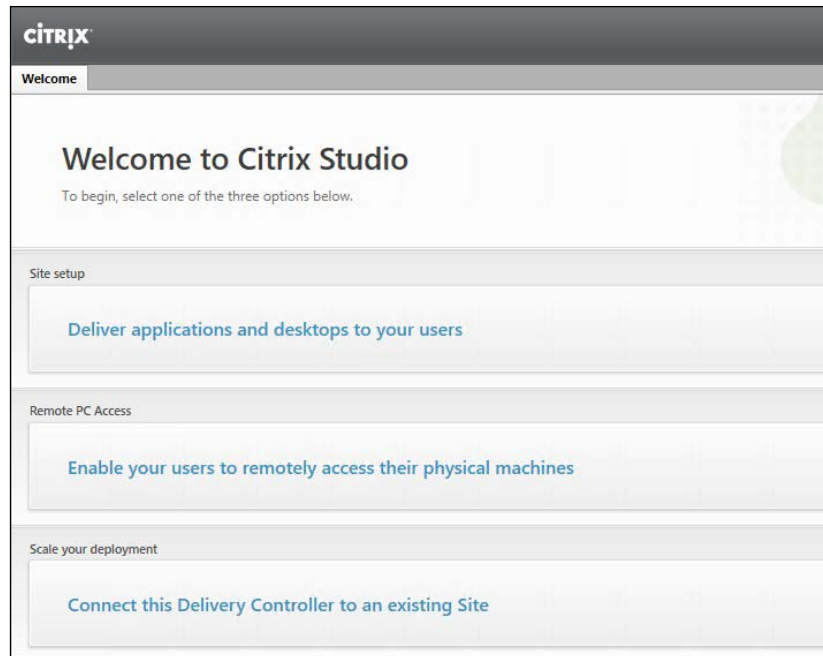 CİTRIX
Welcome
Welcome to Citrix Studio
To begin, select one of the three options below.
Site setup
Deliver applications and desktops to your users
Remote PC Access
Enable your users to remotely access their physical machines
Scale your deployment
Connect this Delivery Controller to an existing Site